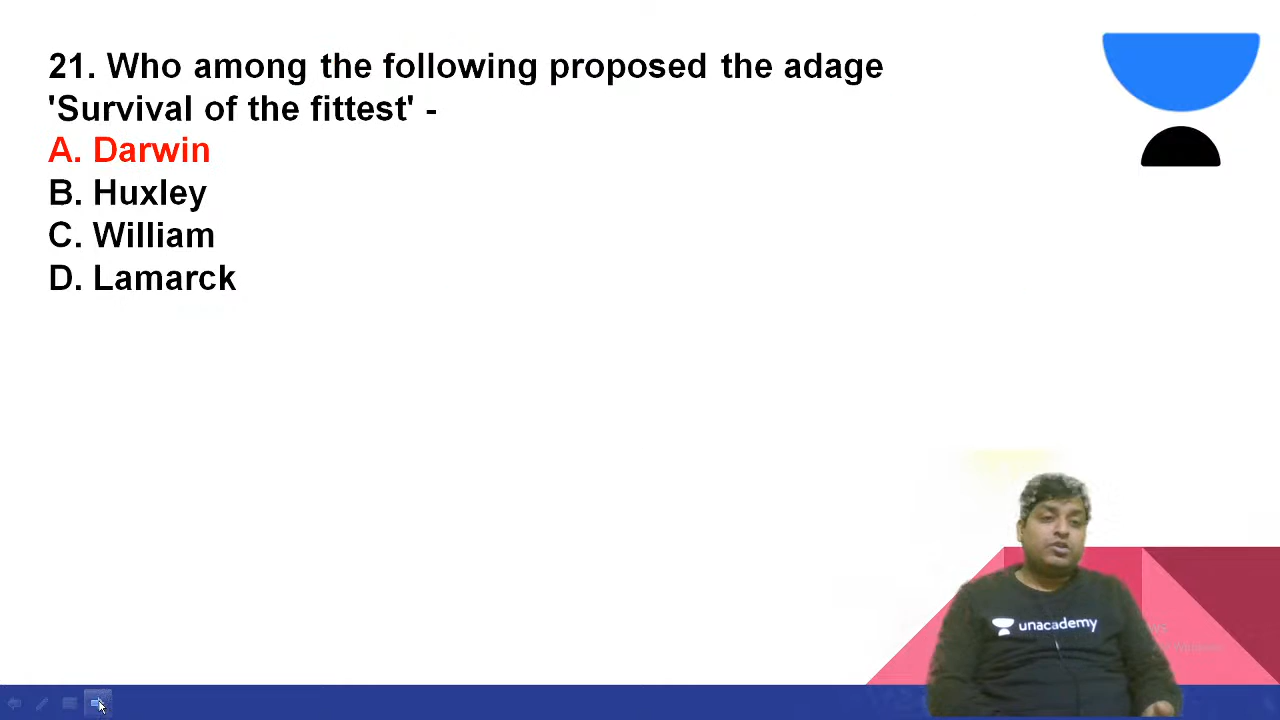 21. Who among the following proposed the adage
'Survival of the fittest' -
A. Darwin
B. Huxley
C. William
D. Lamarck
unacademy